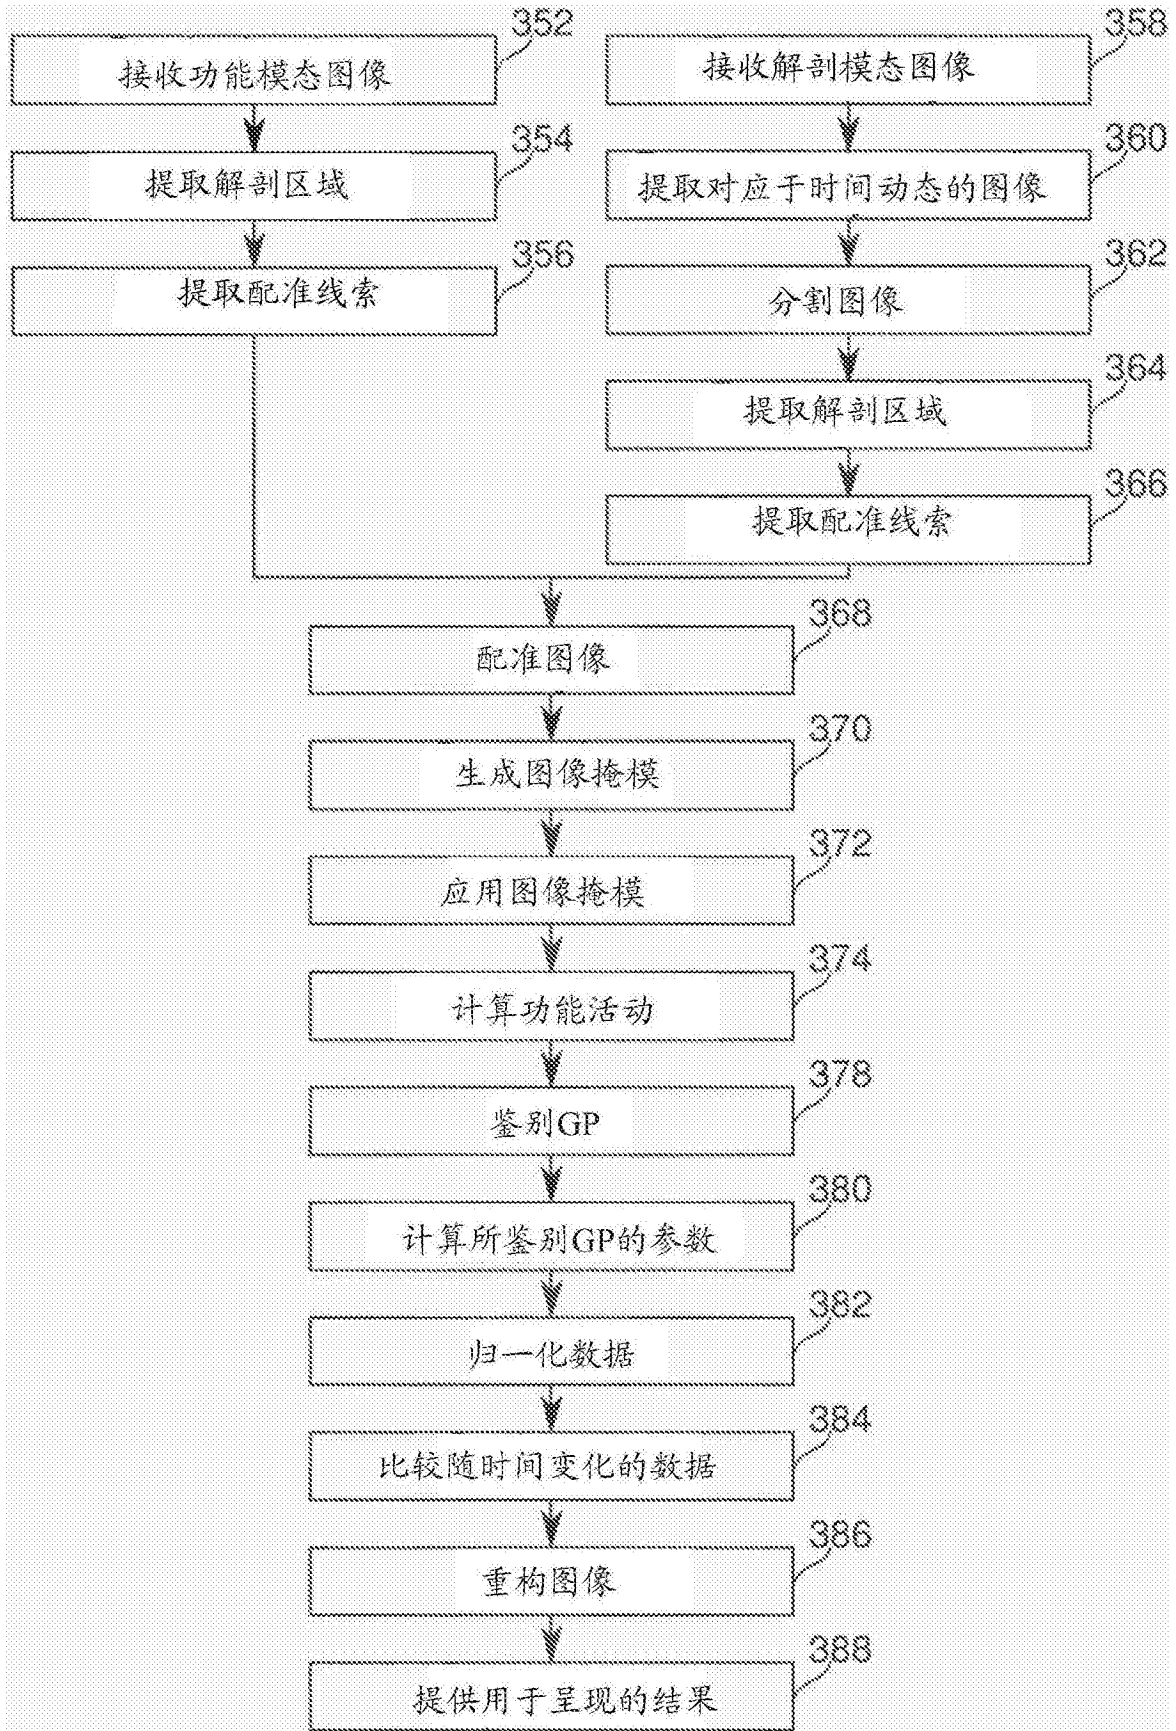 352
接收功能模态图像
354
提取解剖区域
356
提取配准线索
358
接收解剖模态图像
360
提取对应于时间动态的图像
362
分割图像
364
提取解剖区域
366
提取配准线索
368
配准图像
370
生成图像掩模
372
应用图像掩模
374
计算功能活动
378
鉴别GP
380
计算所鉴别GP的参数
382
归一化数据
384
比较随时间变化的数据
386
重构图像
388
提供用于呈现的结果